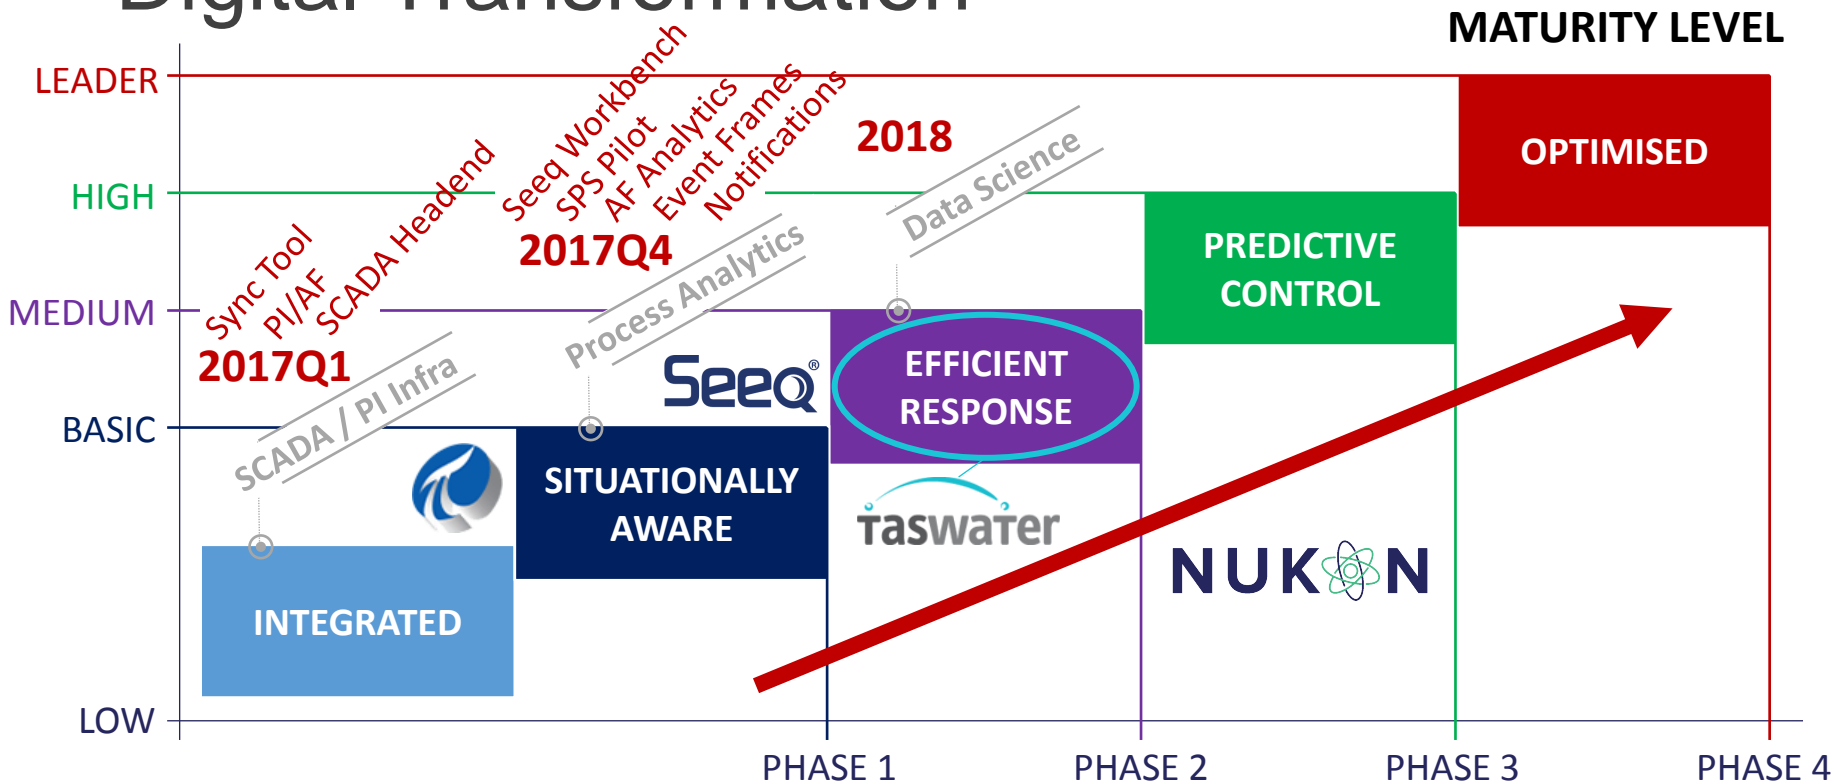 Digital Transformation
MATURITY LEVEL
LEADER
HIGH
MEDIUM
BASIC
LOW
Sync Tool
PI/AF
SCADA Headend
2017Q1
SCADA / PI Infra
Seeq Workbench
SPS Pilot
AF Analytics
Event Frames
Notifications
2017Q4
Process Analytics
2018
Data Science
INTEGRATED
SITUATIONALLY
AWARE
Seeq®
EFFICIENT
RESPONSE
Taswater
PREDICTIVE
CONTROL
NUKON
OPTIMISED
PHASE 1
PHASE 2
PHASE 3
PHASE 4